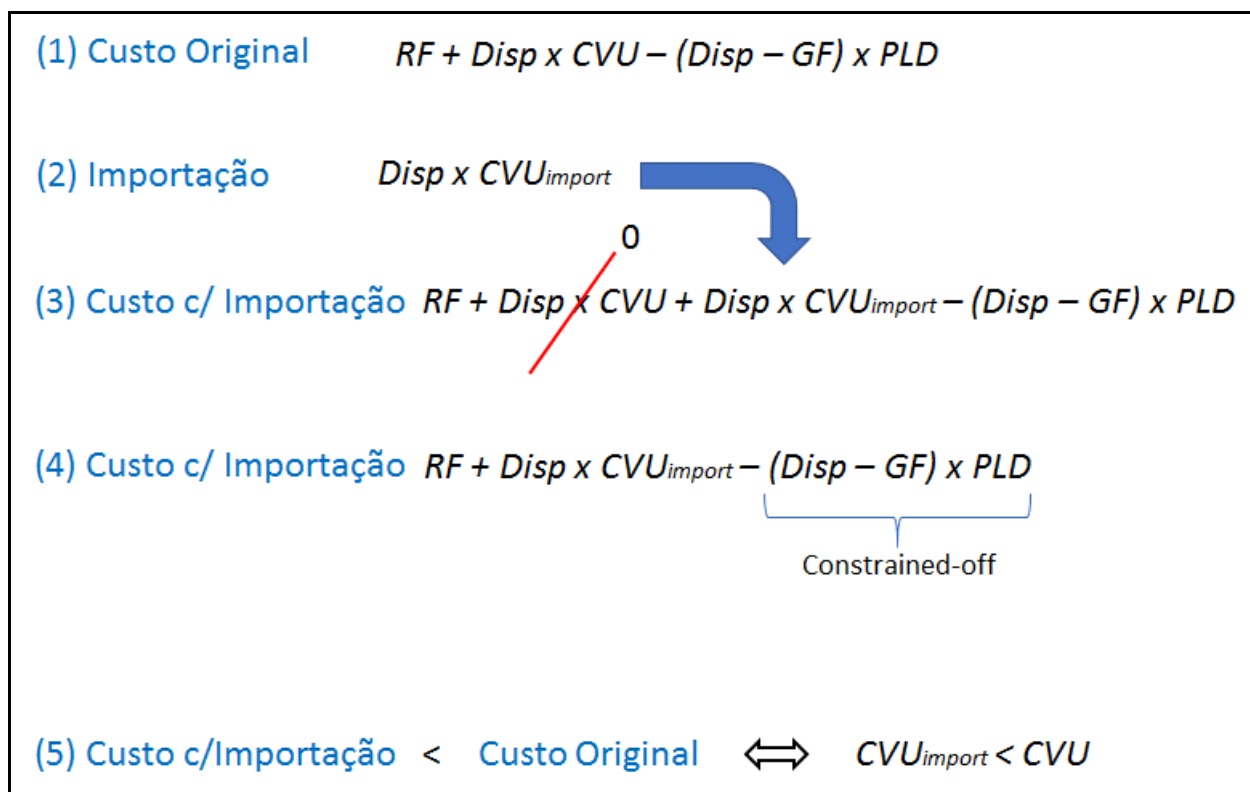 (1) Custo Original RF + Disp x CVU – (Disp – GF) x PLD
(2) Importação Disp x CVUimport
0
(3) Custo c/ Importação RF + Disp x CVU + Disp x CVUimport – (Disp – GF) x PLD
(4) Custo c/ Importação RF + Disp x CVUimport – (Disp – GF) x PLD
Constrained-off
(5) Custo c/Importação < Custo Original ⇔ CVUimport < CVU